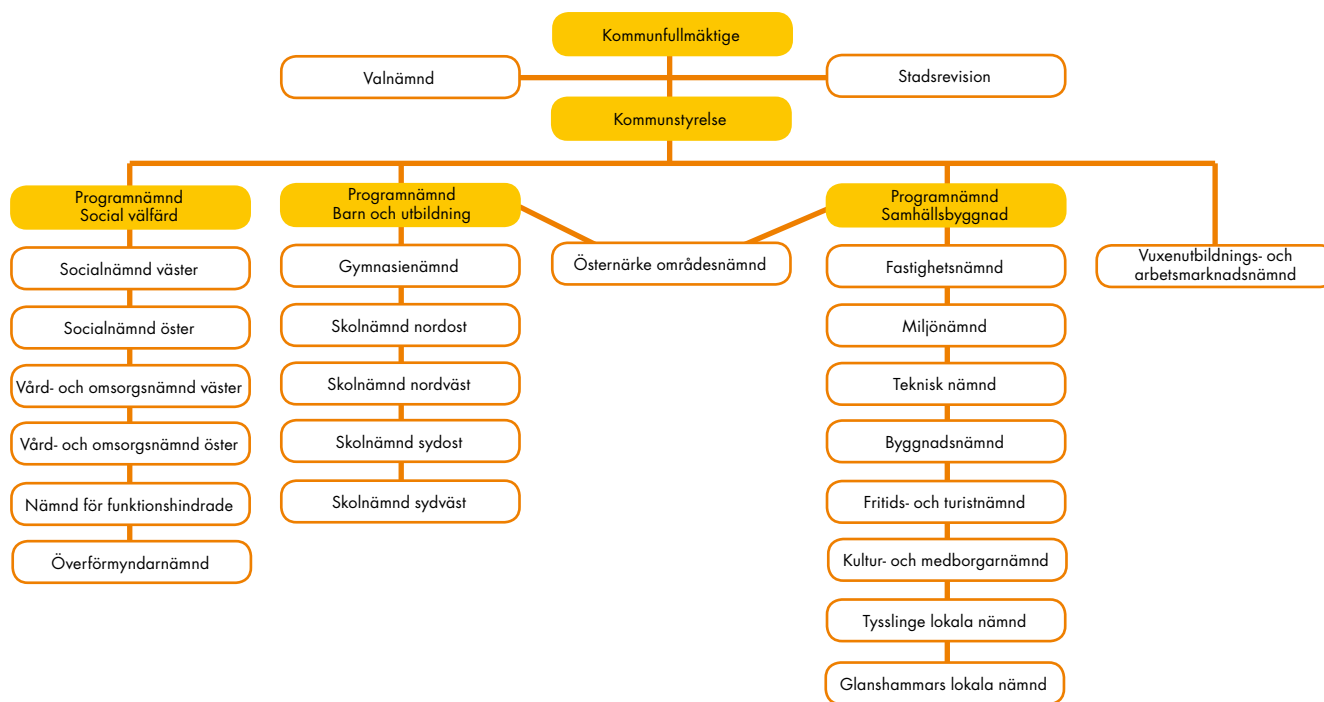 Kommunfullmäktige
Valnämnd
Stadsrevision
Kommunstyrelse
Programnämnd
Social välfärd
Socialnämnd väster
Socialnämnd öster
Vård- och omsorgsnämnd väster
Vård- och omsorgsnämnd öster
Nämnd för funktionshindrade
Överförmyndarnämnd
Programnämnd
Barn och utbildning
Gymnasienämnd
Skolnämnd nordost
Skolnämnd nordväst
Skolnämnd sydost
Skolnämnd sydväst
Östernärke områdesnämnd
Programnämnd
Samhällsbyggnad
Fastighetsnämnd
Miljönämnd
Teknisk nämnd
Byggnadsnämnd
Fritids- och turistnämnd
Kultur- och medborgarnämnd
Tysslinge lokala nämnd
Glanshammars lokala nämnd
Vuxenutbildnings- och
arbetsmarknadsnämnd